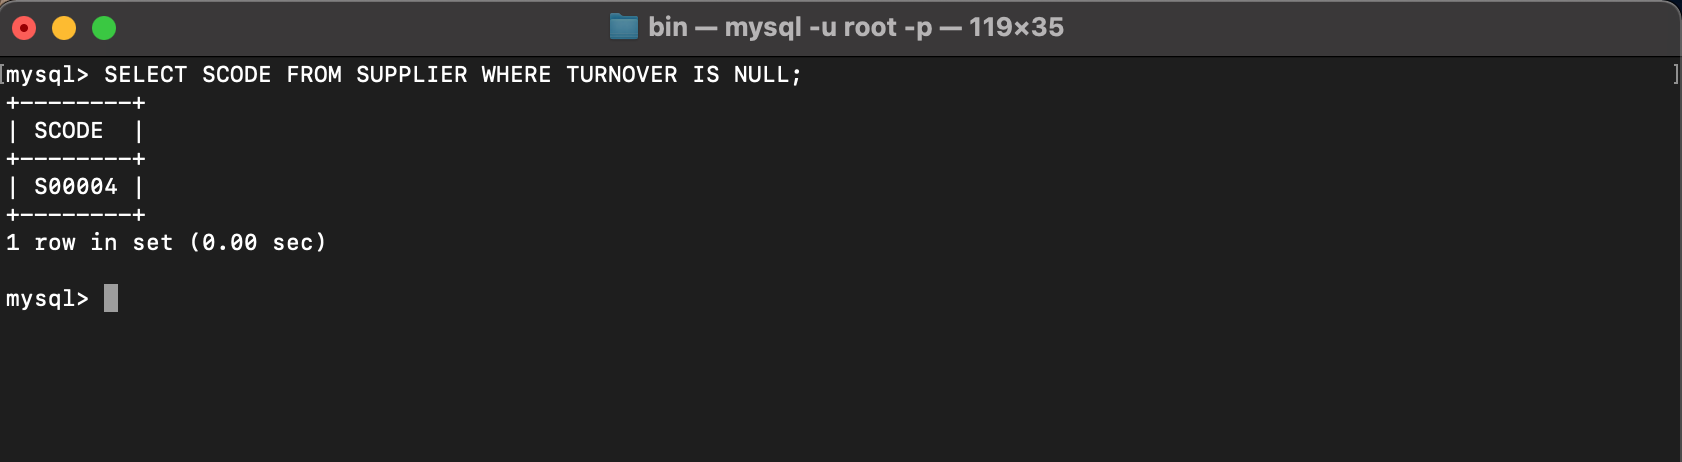 bin — mysql -u root -p — 119×35
[mysql> SELECT SCODE FROM SUPPLIER WHERE TURNOVER IS NULL; ]
+--------+
| SCODE  |
+--------+
| S00004 |
+--------+
1 row in set (0.00 sec)
mysql>